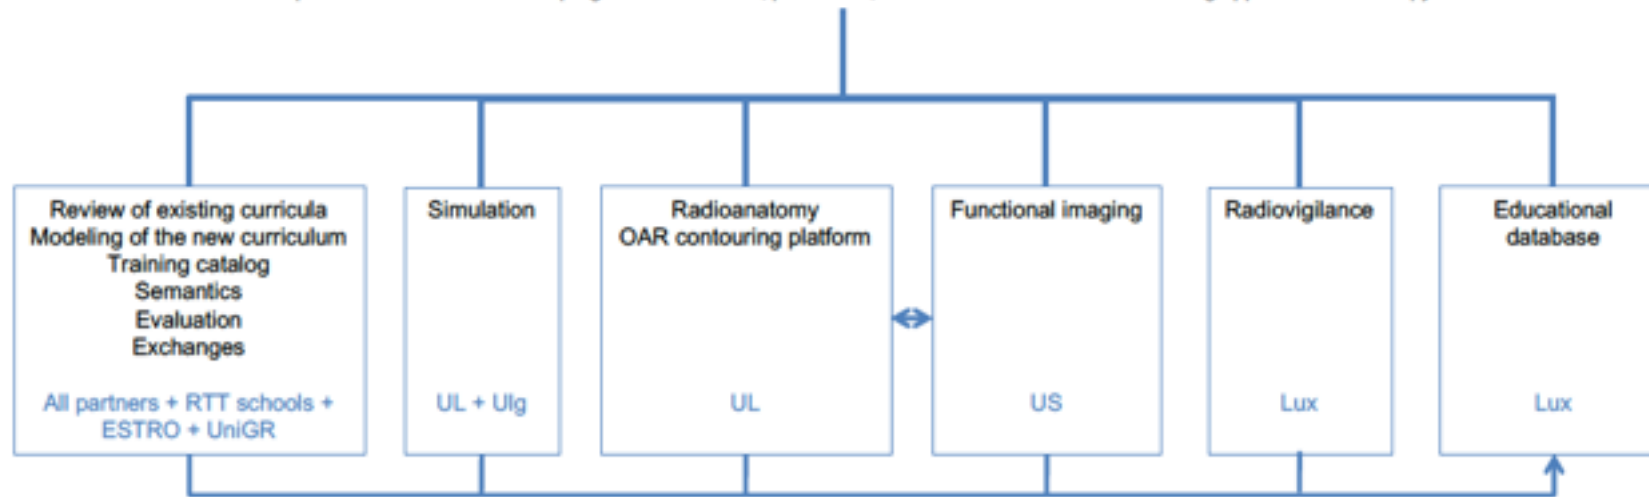 Review of existing curricula
Modeling of the new curriculum
Training catalog
Semantics
Evaluation
Exchanges
All partners + RTT schools +
ESTRO + UniGR
Simulation
UL + Ulg
Radioanatomy
OAR contouring platform
UL
Functional imaging
US
Radiovigilance
Lux
Educational
database
Lux